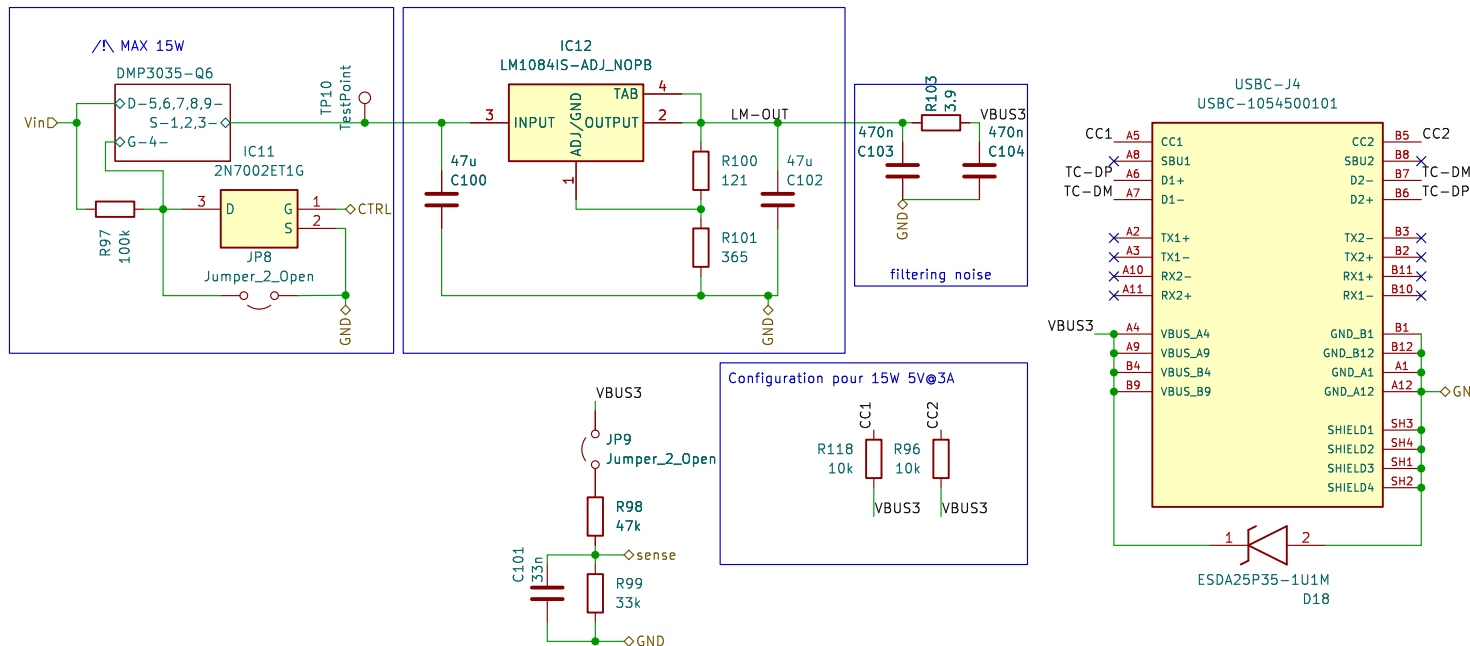 /!\ MAX 15W
DMP3035-Q6
D-5,6,7,8,9-
S-1,2,3-
G-4-
Vin
TP10
TestPoint
IC11
2N7002ET1G
3
D
G
1
S
2
CTRL
R97
100k
JP8
Jumper_2_Open
GND
IC12
LM1084IS-ADJ_NOPB
3
INPUT
ADJ/GND
1
TAB
4
OUTPUT
2
LM-OUT
47u
C100
R100
121
R101
365
47u
C102
GND
R103
3.9
VBUS3
470n
C103
470n
C104
GND
filtering noise
VBUS3
JP9
Jumper_2_Open
R98
47k
sense
C101
33n
R99
33k
GND
Configuration pour 15W 5V@3A
CC1
CC2
R118
10k
R96
10k
VBUS3
VBUS3
USBC-J4
USBC-1054500101
CC1 A5 CC1
A8 SBU1
TC-DP A6 D1+
TC-DM A7 D1-
A2 TX1+
A3 TX1-
A10 RX2-
A11 RX2+
VBUS3 A4 VBUS_A4
A9 VBUS_A9
B4 VBUS_B4
B9 VBUS_B9
CC2 B5 CC2
SBU2 B8
D2- B7 TC-DM
D2+ B6 TC-DP
TX2- B3
TX2+ B2
RX1+ B11
RX1- B10
GND_B1 B1
GND_B12 B12
GND_A1 A1
GND_A12 A12 GN
SHIELD1 SH3
SHIELD2 SH4
SHIELD3 SH1
SHIELD4 SH2
1
2
ESDA25P35-1U1M
D18